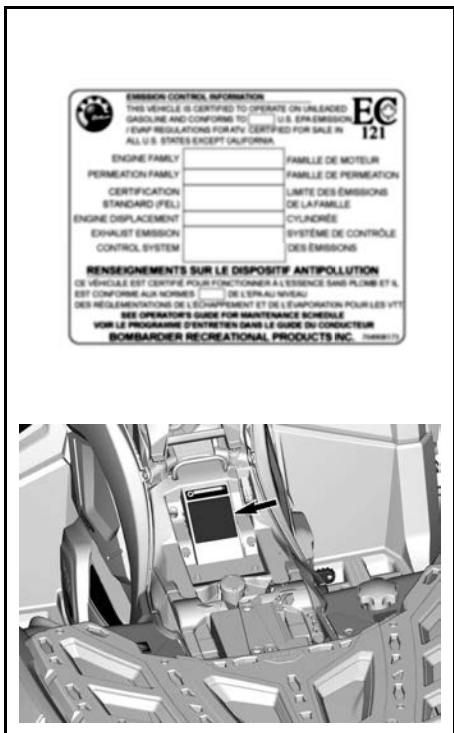 EMISSION CONTROL INFORMATION
THIS VEHICLE IS CERTIFIED TO OPERATE ON UNLEADED
GASOLINE AND CONFORMS TO U.S. EPA EMISSION
/ EVAP REGULATIONS FOR ATV. CERTIFIED FOR SALE IN
ALL U.S. STATES EXCEPT CALIFORNIA.
EC
121
ENGINE FAMILY FAMILLE DE MOTEUR
PERMEATION FAMILY FAMILLE DE PERMEATION
CERTIFICATION LIMITE DES ÉMISSIONS
STANDARD (FEL) DE LA FAMILLE
ENGINE DISPLACEMENT CYLINDRÉE
EXHAUST EMISSION SYSTÈME DE CONTRÔLE
CONTROL SYSTEM DES ÉMISSIONS
RENSEIGNEMENTS SUR LE DISPOSITIF ANTIPOLLUTION
CE VÉHICULE EST CERTIFIÉ POUR FONCTIONNER À L'ESSENCE SANS PLOMB ET IL
EST CONFORME AUX NORMES DE L'EPA AU NIVEAU
DES RÉGLEMENTATIONS DE L'ÉCHAPPEMENT ET DE L'ÉVAPORATION POUR LES VTT
SEE OPERATOR'S GUIDE FOR MAINTENANCE SCHEDULE
VOIR LE PROGRAMME D'ENTRETIEN DANS LE GUIDE DU CONDUCTEUR
BOMBARDIER RECREATIONAL PRODUCTS INC.